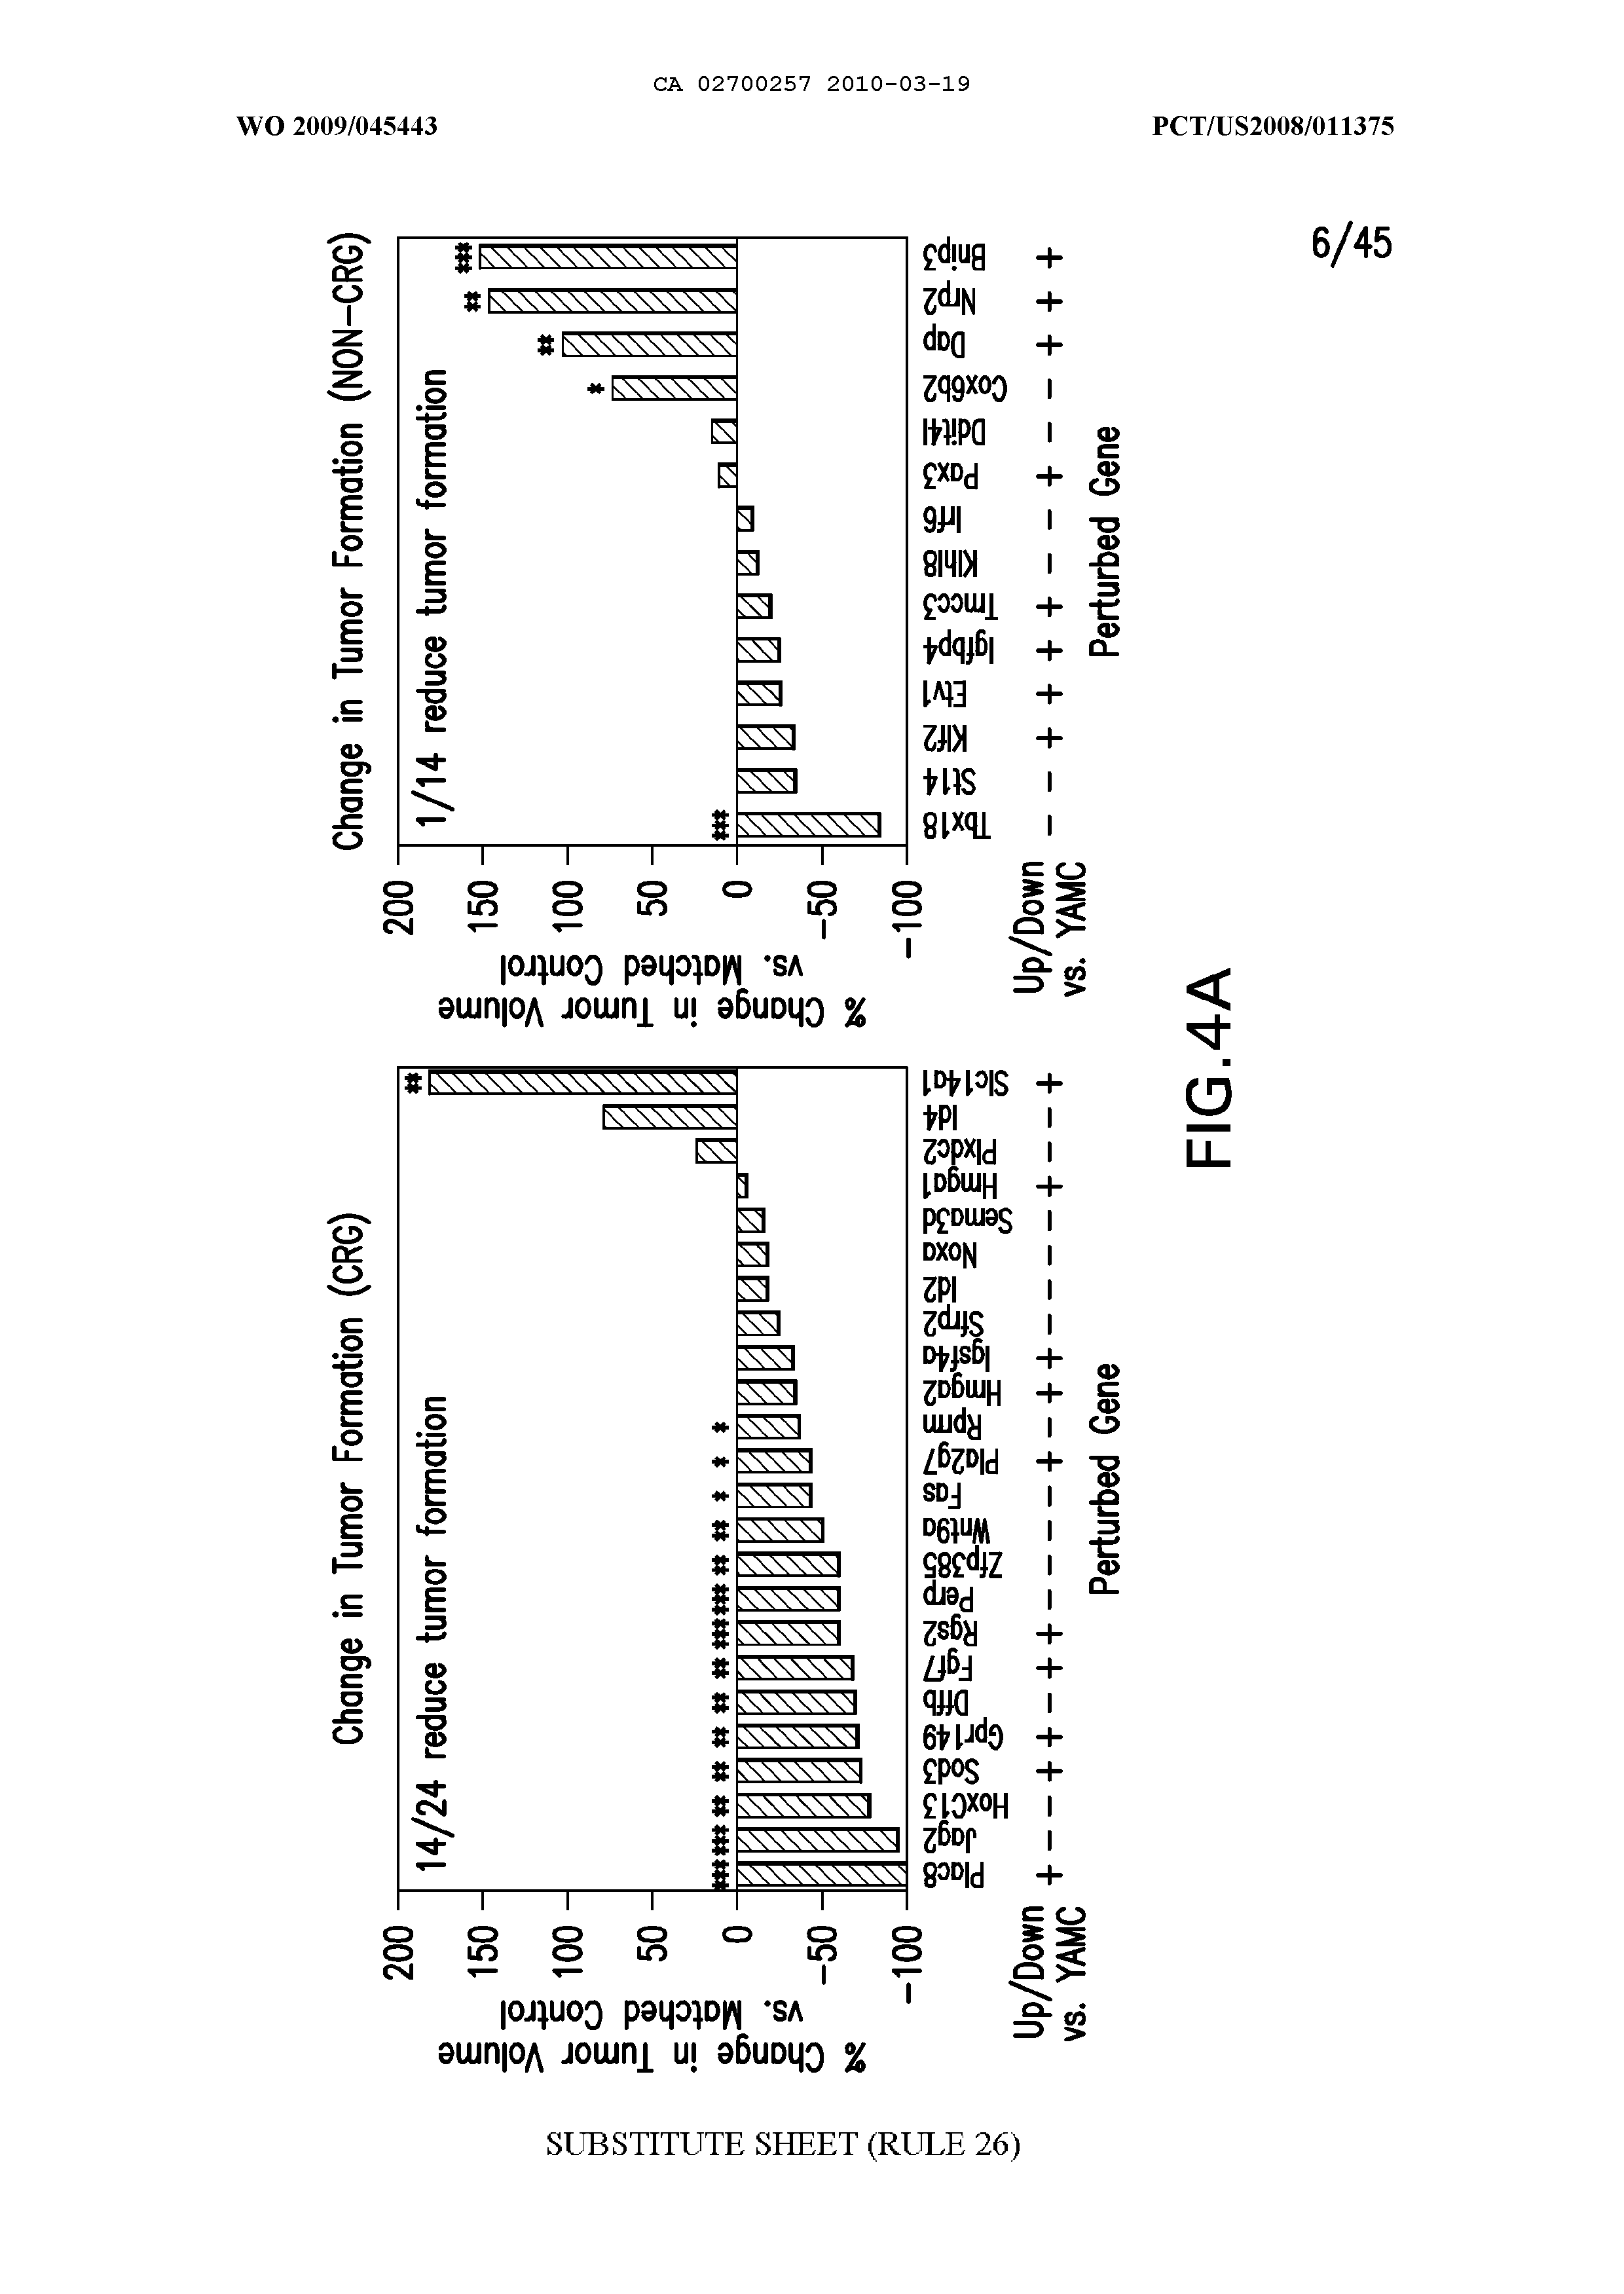 CA 02700257 2010-03-19
WO 2009/045443
PCT/US2008/011375
6/45
Change in Tumor Formation (CRG)
14/24 reduce tumor formation
% Change in Tumor Volume
vs. Matched Control
200
150
100
50
0
-50
-100
Plac8
Jag2
HoxC13
Sod3
Gpr149
Dffb
Fgf7
Rgs2
Perp
Zfp385
Wnt9a
Fas
Pla2g7
Rprm
Hmga2
Igsf4a
Sfrp2
Id2
Noxa
Sema3d
Hmga1
Plxdc2
Id4
Slc14a1
*** *** ** ** ** ** ** *** *** ** ** * * * **
Up/Down
vs. YAMC
+ − − + + − + + − − − − + − + + − − − − + − − +
Perturbed Gene
Change in Tumor Formation (NON-CRG)
1/14 reduce tumor formation
% Change in Tumor Volume
vs. Matched Control
200
150
100
50
0
-50
-100
Tbx18
St14
Klf2
Etv1
Igfbp4
Tmcc3
Klhl8
Irf6
Pax3
Ddit4l
Cox6b2
Dap
Nrp2
Bnip3
*** * ** ** ***
Up/Down
vs. YAMC
− − + + + + − − + − − + + +
Perturbed Gene
FIG.4A
SUBSTITUTE SHEET (RULE 26)